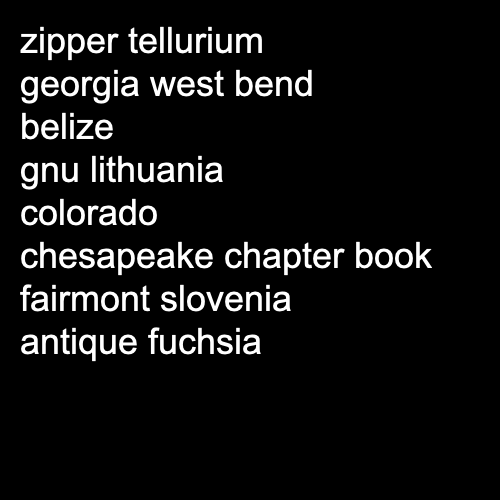 zipper tellurium
georgia west bend
belize
gnu lithuania
colorado
chesapeake chapter book
fairmont slovenia
antique fuchsia